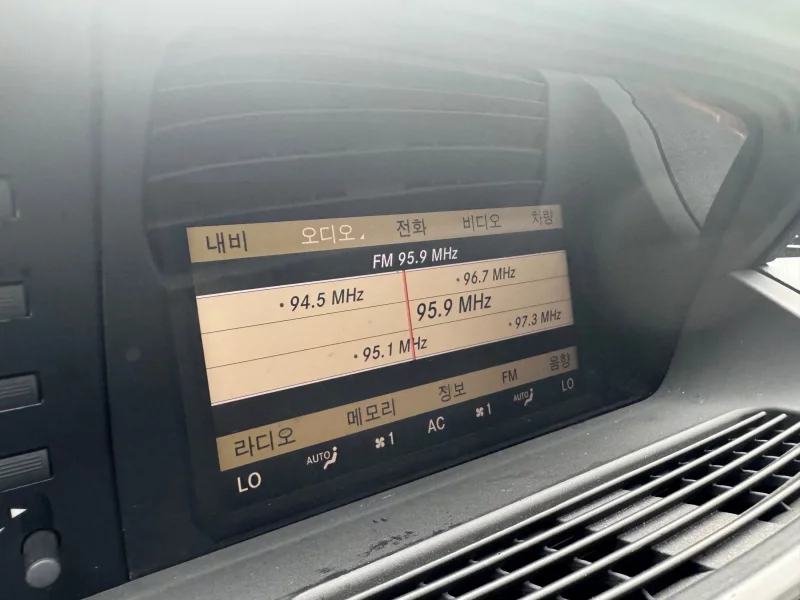 내비 오디오 전화 비디오 차량
FM 95.9 MHz
94.5 MHz 96.7 MHz
95.9 MHz
95.1 MHz 97.3 MHz
라디오 메모리 정보 FM 음향
LO AUTO 1 AC 1 AUTO LO